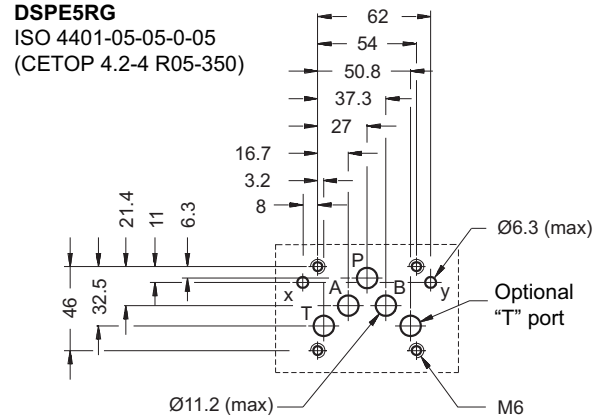 DSPE5RG
ISO 4401-05-05-0-05
(CETOP 4.2-4 R05-350)
62
54
50.8
37.3
27
16.7
3.2
8
21.4
11
6.3
46
32.5
P
x
A
B
y
T
Ø6.3 (max)
Optional
“T” port
Ø11.2 (max)
M6